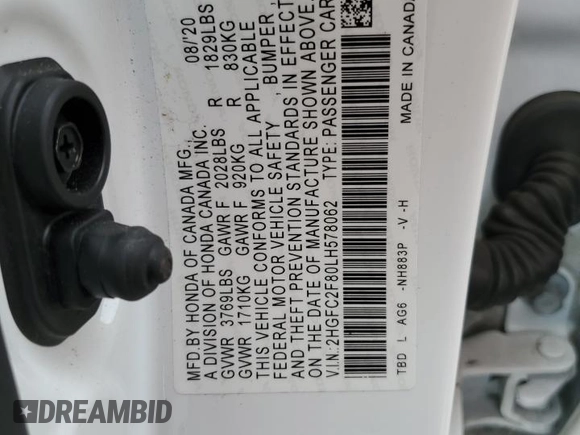 MFD.BY HONDA OF CANADA MFG., 08/'20
A DIVISION OF HONDA CANADA INC.
GVWR 3769LBS GAWR F 2028LBS R 1829LBS
GVWR 1710KG GAWR F 920KG R 830KG
THIS VEHICLE CONFORMS TO ALL APPLICABLE
FEDERAL MOTOR VEHICLE SAFETY , BUMPER,
AND THEFT PREVENTION STANDARDS IN EFFECT
ON THE DATE OF MANUFACTURE SHOWN ABOVE.
V.I.N.:2HGFC2F80LH578062 TYPE: PASSENGER CAR
TBD L AG6 -NH883P -V -H MADE IN CANADA
DREAMBID